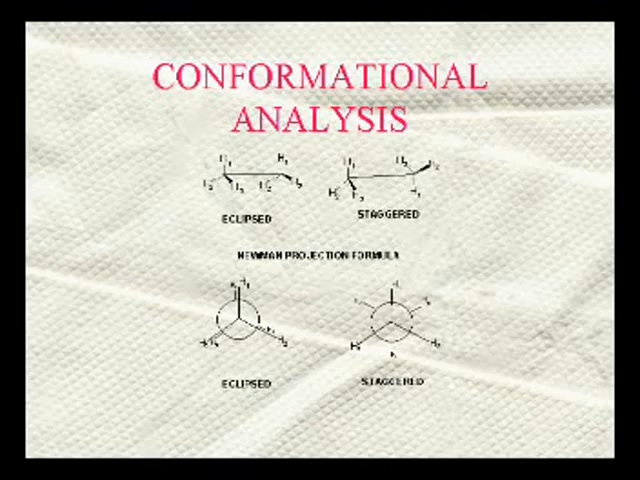 CONFORMATIONAL
ANALYSIS
ECLIPSED
STAGGERED
NEWMAN PROJECTION FORMULA
ECLIPSED
STAGGERED